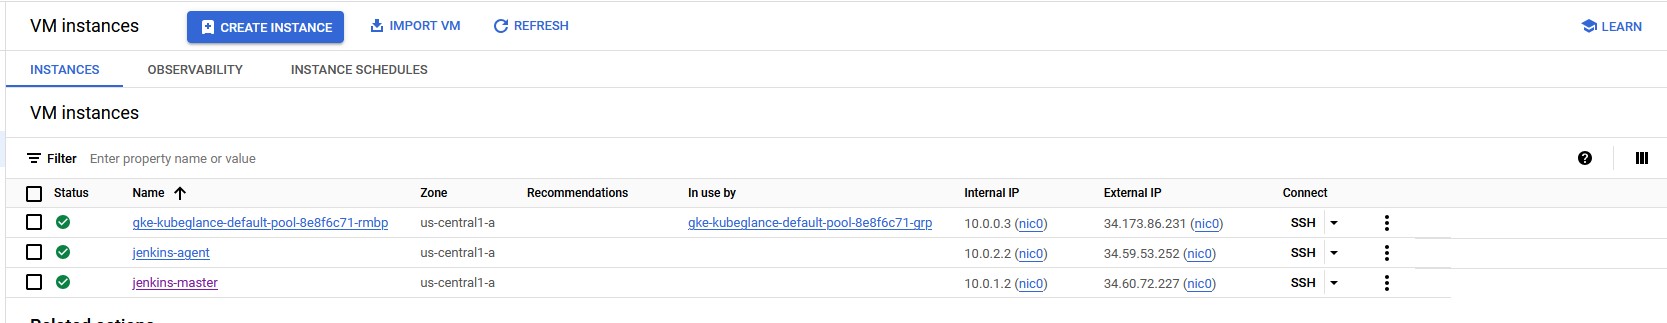 VM instances CREATE INSTANCE IMPORT VM REFRESH LEARN
INSTANCES OBSERVABILITY INSTANCE SCHEDULES
VM instances
Filter Enter property name or value
Status Name Zone Recommendations In use by Internal IP External IP Connect
gke-kubeglance-default-pool-8e8f6c71-rmbp us-central1-a gke-kubeglance-default-pool-8e8f6c71-grp 10.0.0.3 (nic0) 34.173.86.231 (nic0) SSH
jenkins-agent us-central1-a 10.0.2.2 (nic0) 34.59.53.252 (nic0) SSH
jenkins-master us-central1-a 10.0.1.2 (nic0) 34.60.72.227 (nic0) SSH
Related actions